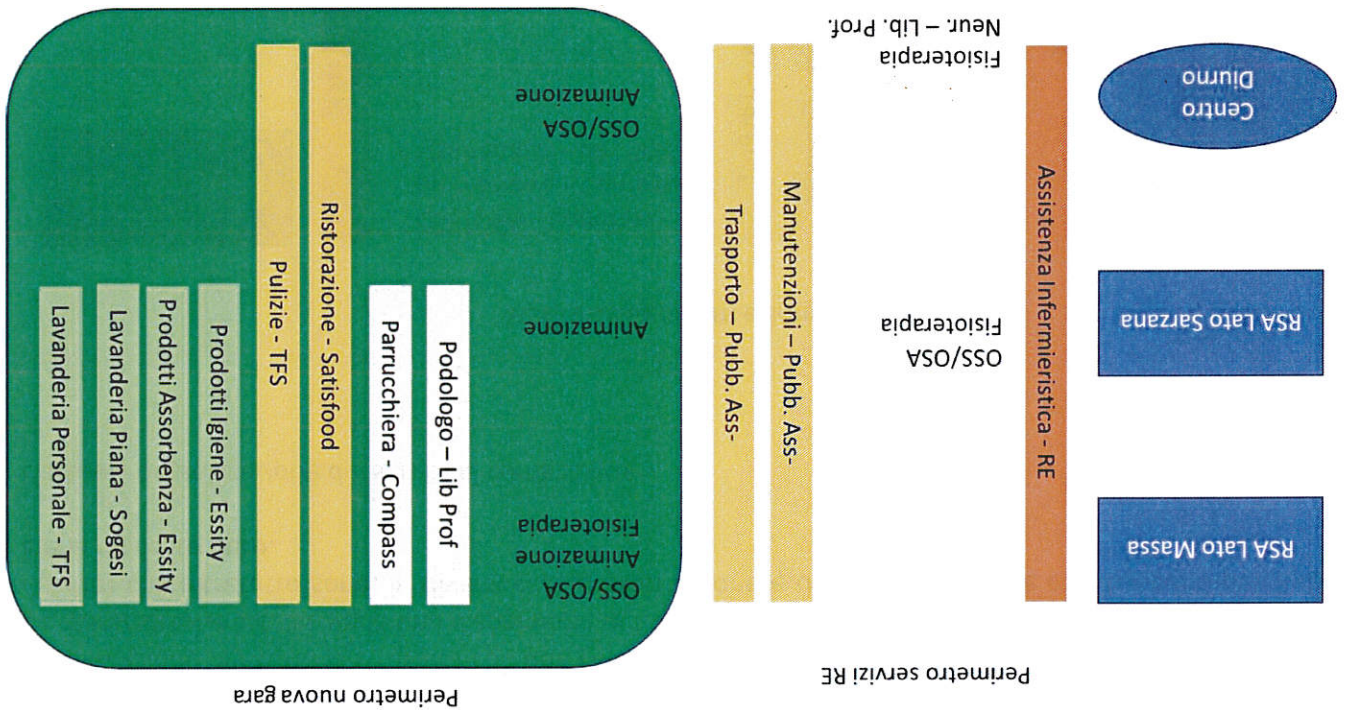 Perimetro servizi RE
Perimetro nuova gara
RSA Lato Massa
RSA Lato Sarzana
Centro
Diurno
Assistenza Infermieristica - RE
OSS/OSA
Fisioterapia
Fisioterapia
Neur. – Lib. Prof.
Manutenzioni – Pubb. Ass-
Trasporto – Pubb. Ass-
OSS/OSA
Animazione
Fisioterapia
Animazione
OSS/OSA
Animazione
Podologo – Lib Prof
Parrucchiera - Compass
Ristorazione - Satisfood
Pulizie - TFS
Prodotti Igiene - Essity
Prodotti Assorbenza - Essity
Lavanderia Piana - Sogesi
Lavanderia Personale - TFS